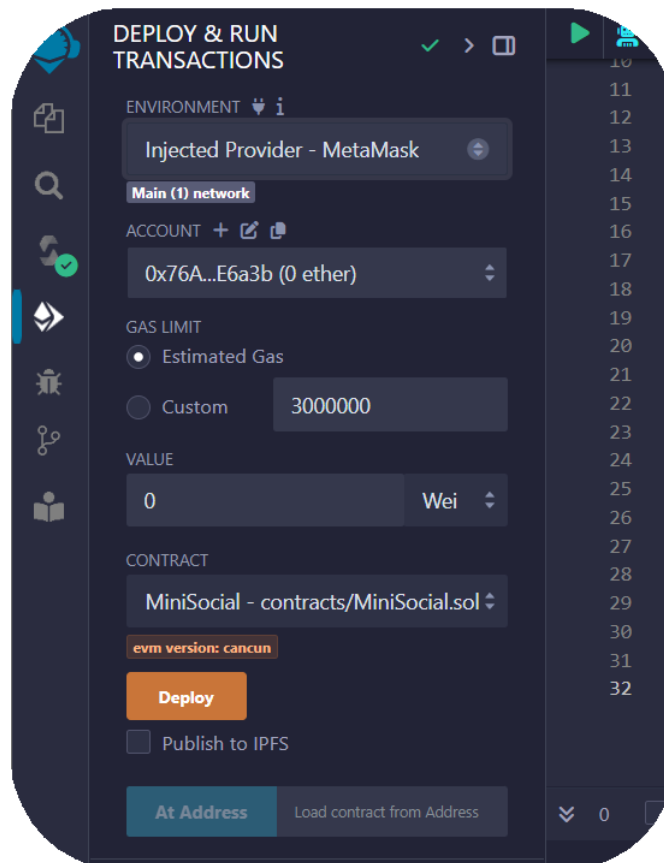 DEPLOY & RUN
TRANSACTIONS
ENVIRONMENT
Injected Provider - MetaMask
Main (1) network
ACCOUNT
0x76A...E6a3b (0 ether)
GAS LIMIT
Estimated Gas
Custom
3000000
VALUE
0
Wei
CONTRACT
MiniSocial - contracts/MiniSocial.sol
evm version: cancun
Deploy
Publish to IPFS
At Address
Load contract from Address
10
11
12
13
14
15
16
17
18
19
20
21
22
23
24
25
26
27
28
29
30
31
32
0